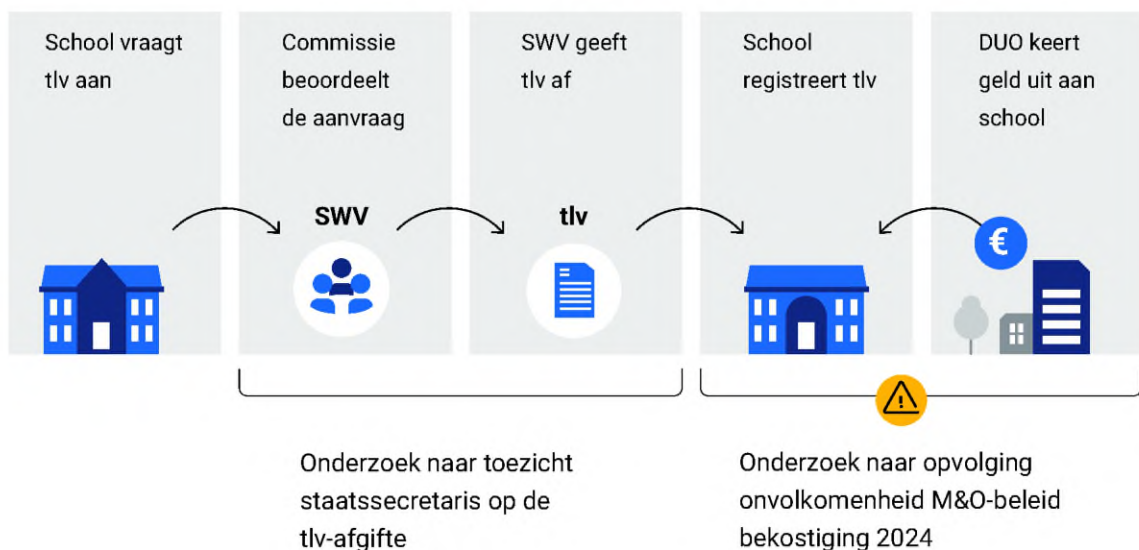 School vraagt
tlv aan
Commissie
beoordeelt
de aanvraag
SWV geeft
tlv af
School
registreert tlv
DUO keert
geld uit aan
school
SWV
tlv
€
Onderzoek naar toezicht
staatssecretaris op de
tlv-afgifte
Onderzoek naar opvolging
onvolkomenheid M&O-beleid
bekostiging 2024